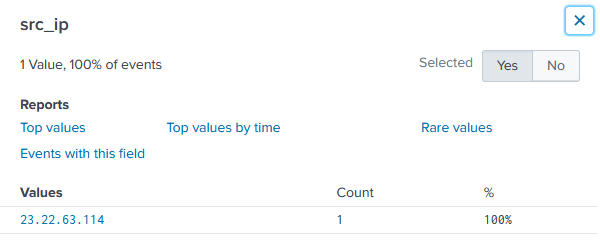 src_ip
1 Value, 100% of events
Selected Yes No
Reports
Top values Top values by time Rare values
Events with this field
Values Count %
23.22.63.114 1 100%